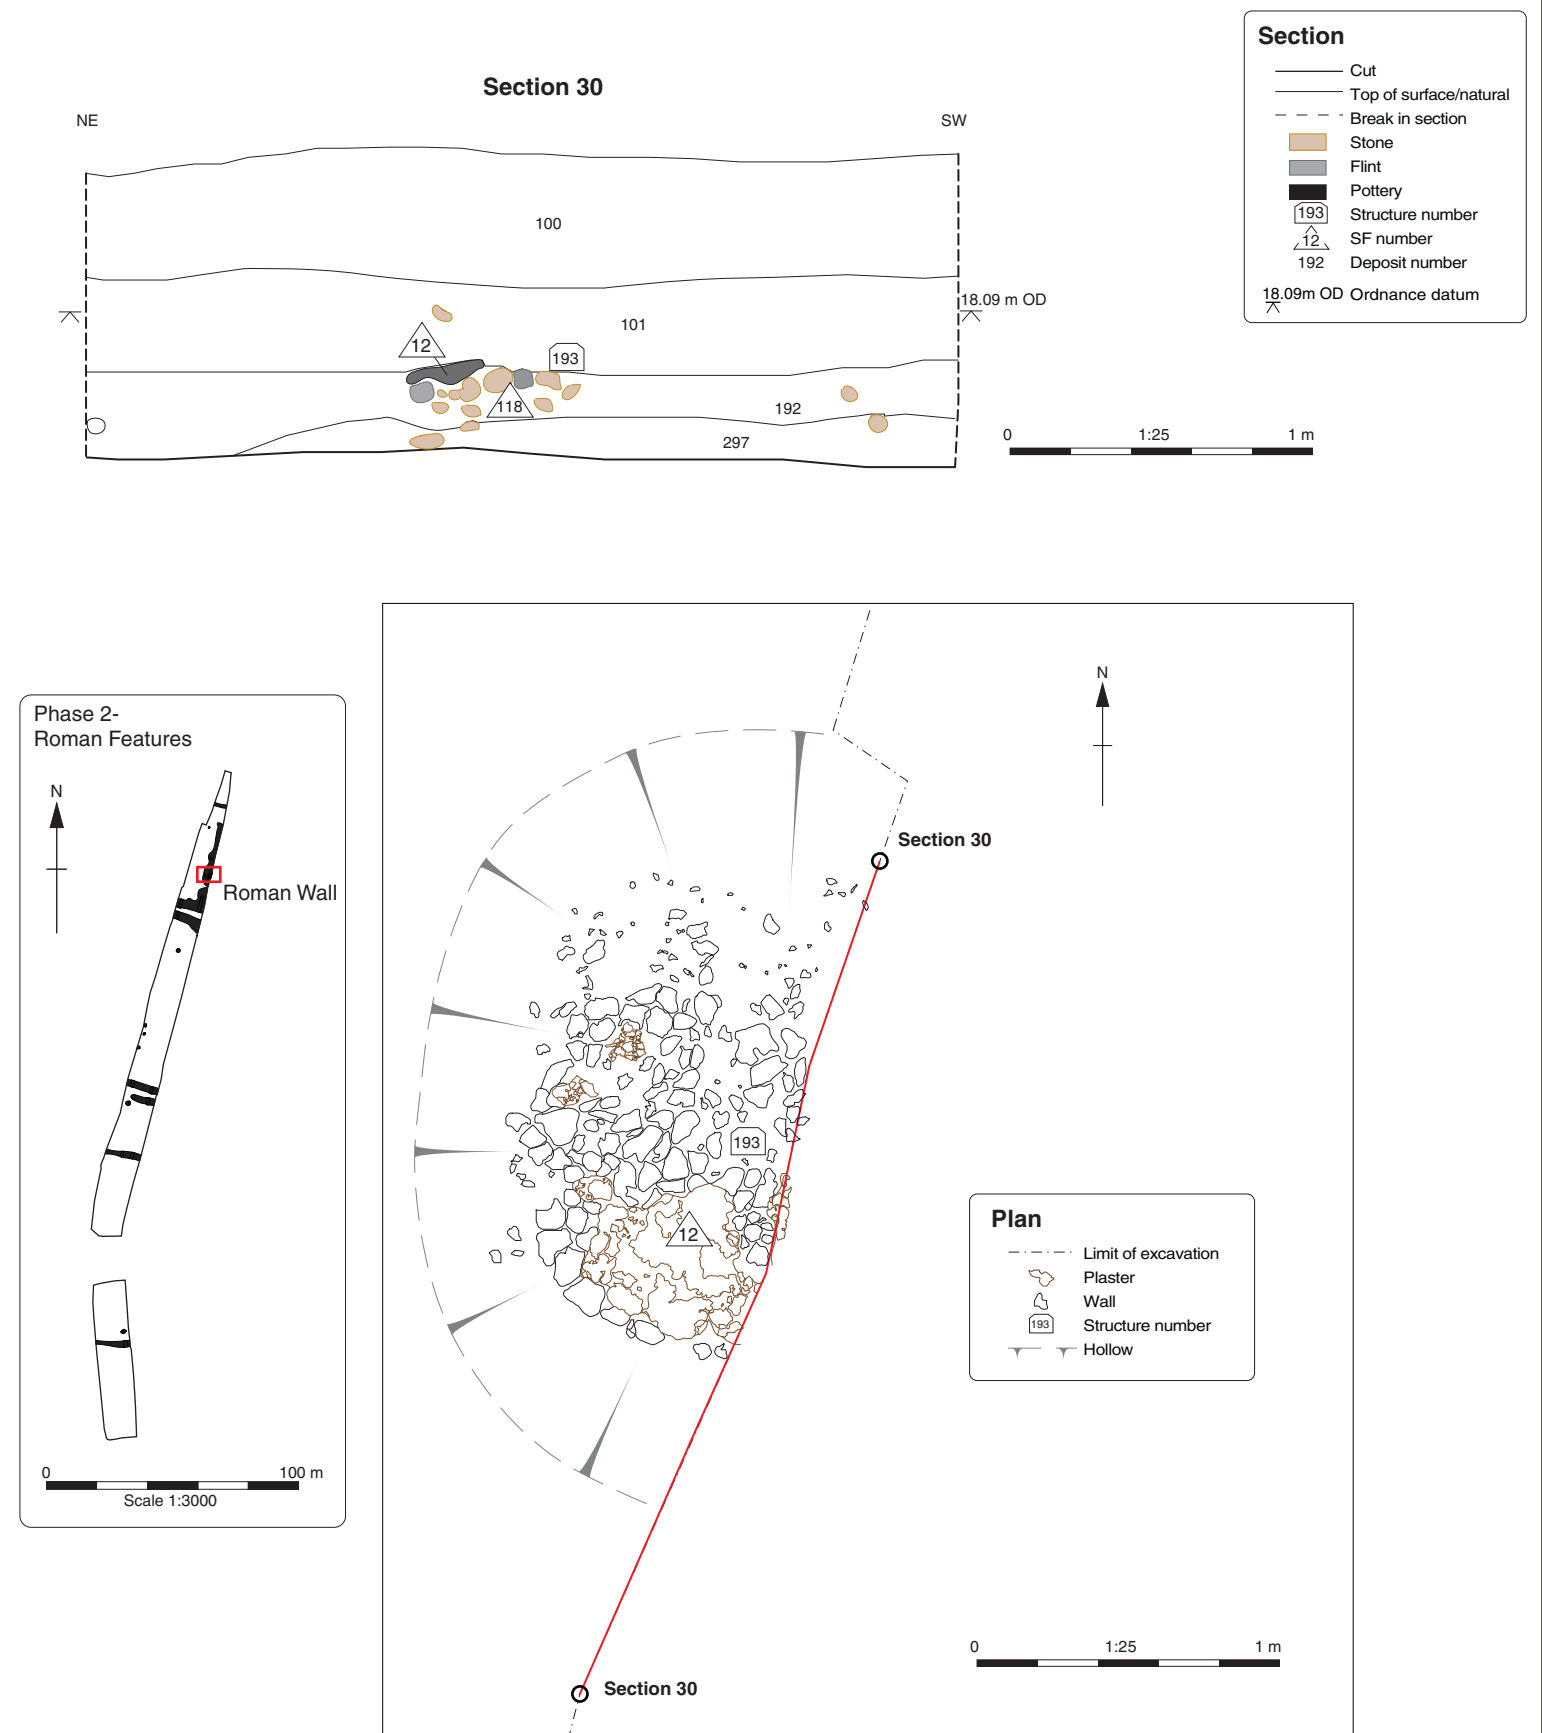 Section 30
NE
SW
100
101
18.09 m OD
12
193
118
192
297
0 1:25 1 m
Section
Cut
Top of surface/natural
Break in section
Stone
Flint
Pottery
193 Structure number
12 SF number
192 Deposit number
18.09m OD Ordnance datum
Phase 2-
Roman Features
N
Roman Wall
0 100 m
Scale 1:3000
N
Section 30
193
12
Plan
Limit of excavation
Plaster
Wall
193 Structure number
Hollow
0 1:25 1 m
Section 30